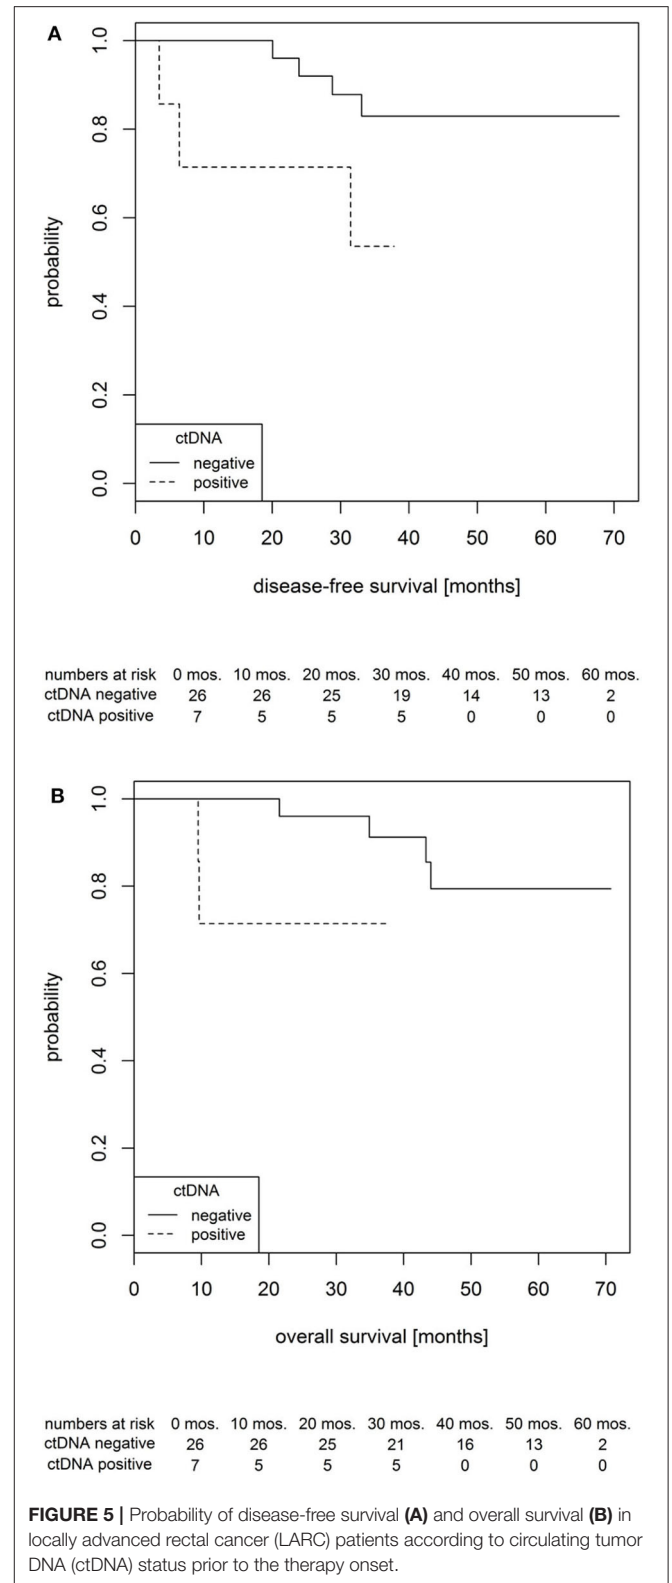 A
1.0
0.8
0.6
0.4
0.2
0.0
probability
ctDNA
negative
positive
0 10 20 30 40 50 60 70
disease-free survival [months]
numbers at risk 0 mos. 10 mos. 20 mos. 30 mos. 40 mos. 50 mos. 60 mos.
ctDNA negative 26 26 25 19 14 13 2
ctDNA positive 7 5 5 5 0 0 0
B
1.0
0.8
0.6
0.4
0.2
0.0
probability
ctDNA
negative
positive
0 10 20 30 40 50 60 70
overall survival [months]
numbers at risk 0 mos. 10 mos. 20 mos. 30 mos. 40 mos. 50 mos. 60 mos.
ctDNA negative 26 26 25 21 16 13 2
ctDNA positive 7 5 5 5 0 0 0
FIGURE 5 | Probability of disease-free survival (A) and overall survival (B) in
locally advanced rectal cancer (LARC) patients according to circulating tumor
DNA (ctDNA) status prior to the therapy onset.